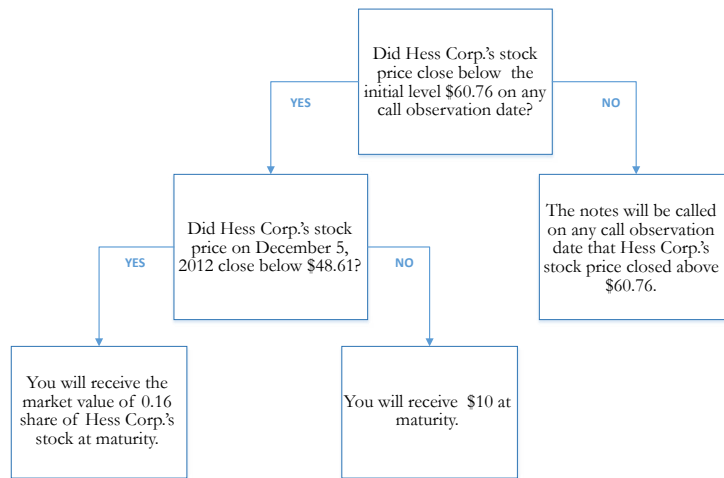 Did Hess Corp.'s stock
price close below the
initial level $60.76 on any
call observation date?
YES
NO
Did Hess Corp.'s stock
price on December 5,
2012 close below $48.61?
The notes will be called
on any call observation
date that Hess Corp.'s
stock price closed above
$60.76.
YES
NO
You will receive the
market value of 0.16
share of Hess Corp.'s
stock at maturity.
You will receive $10 at
maturity.